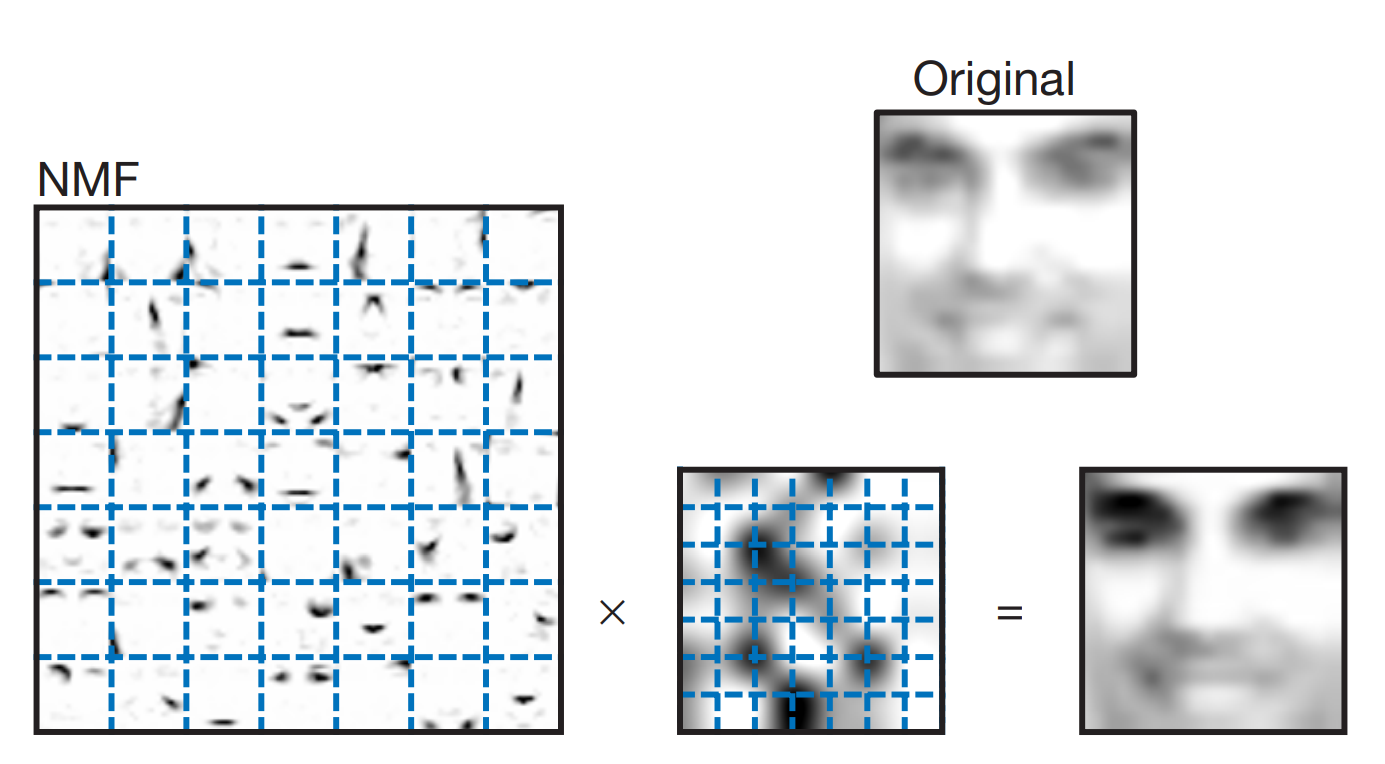 Original
NMF
×
=